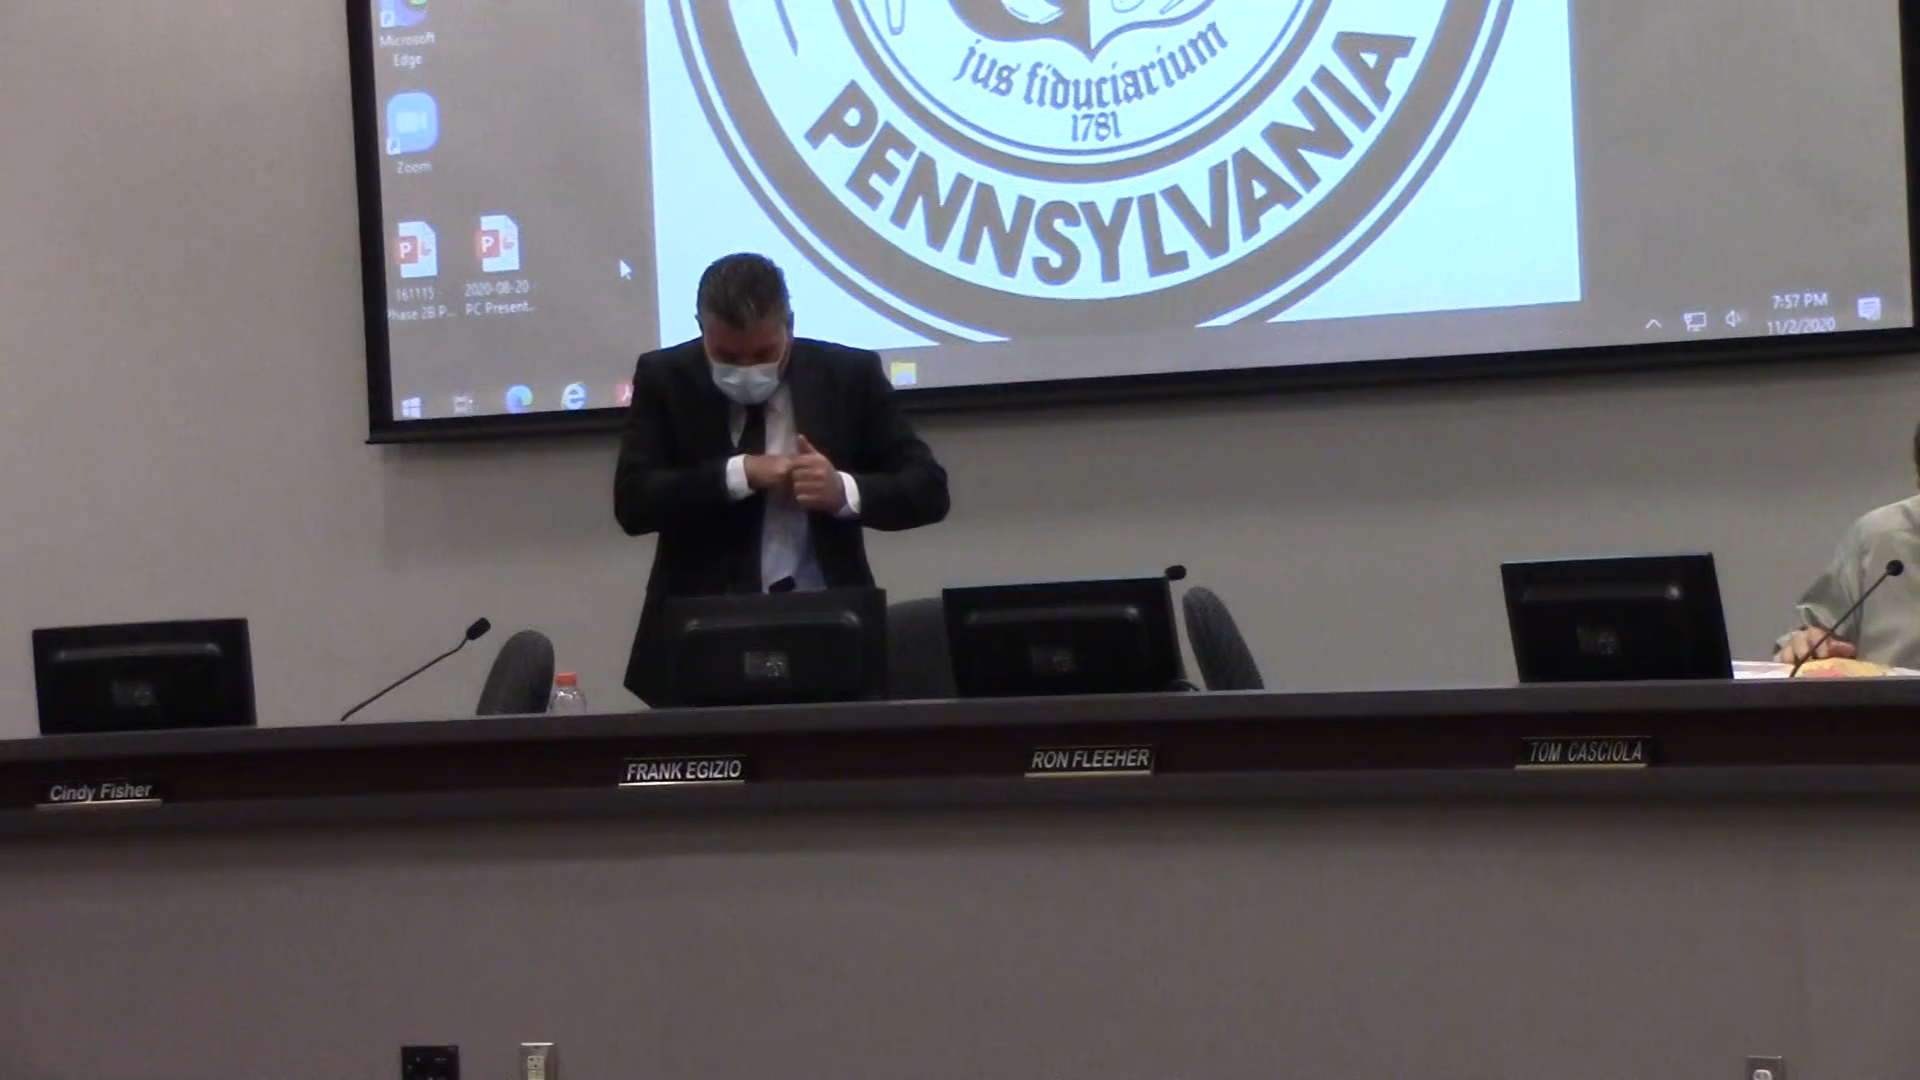 Microsoft
Edge
Zoom
161115 -
Phase 2B P...
2020-08-20 -
PC Present...
jus fiduciarium
1781
PENNSYLVANIA
7:57 PM
11/2/2020
Cindy Fisher
FRANK EGIZIO
RON FLEEHER
TOM CASCIOLA